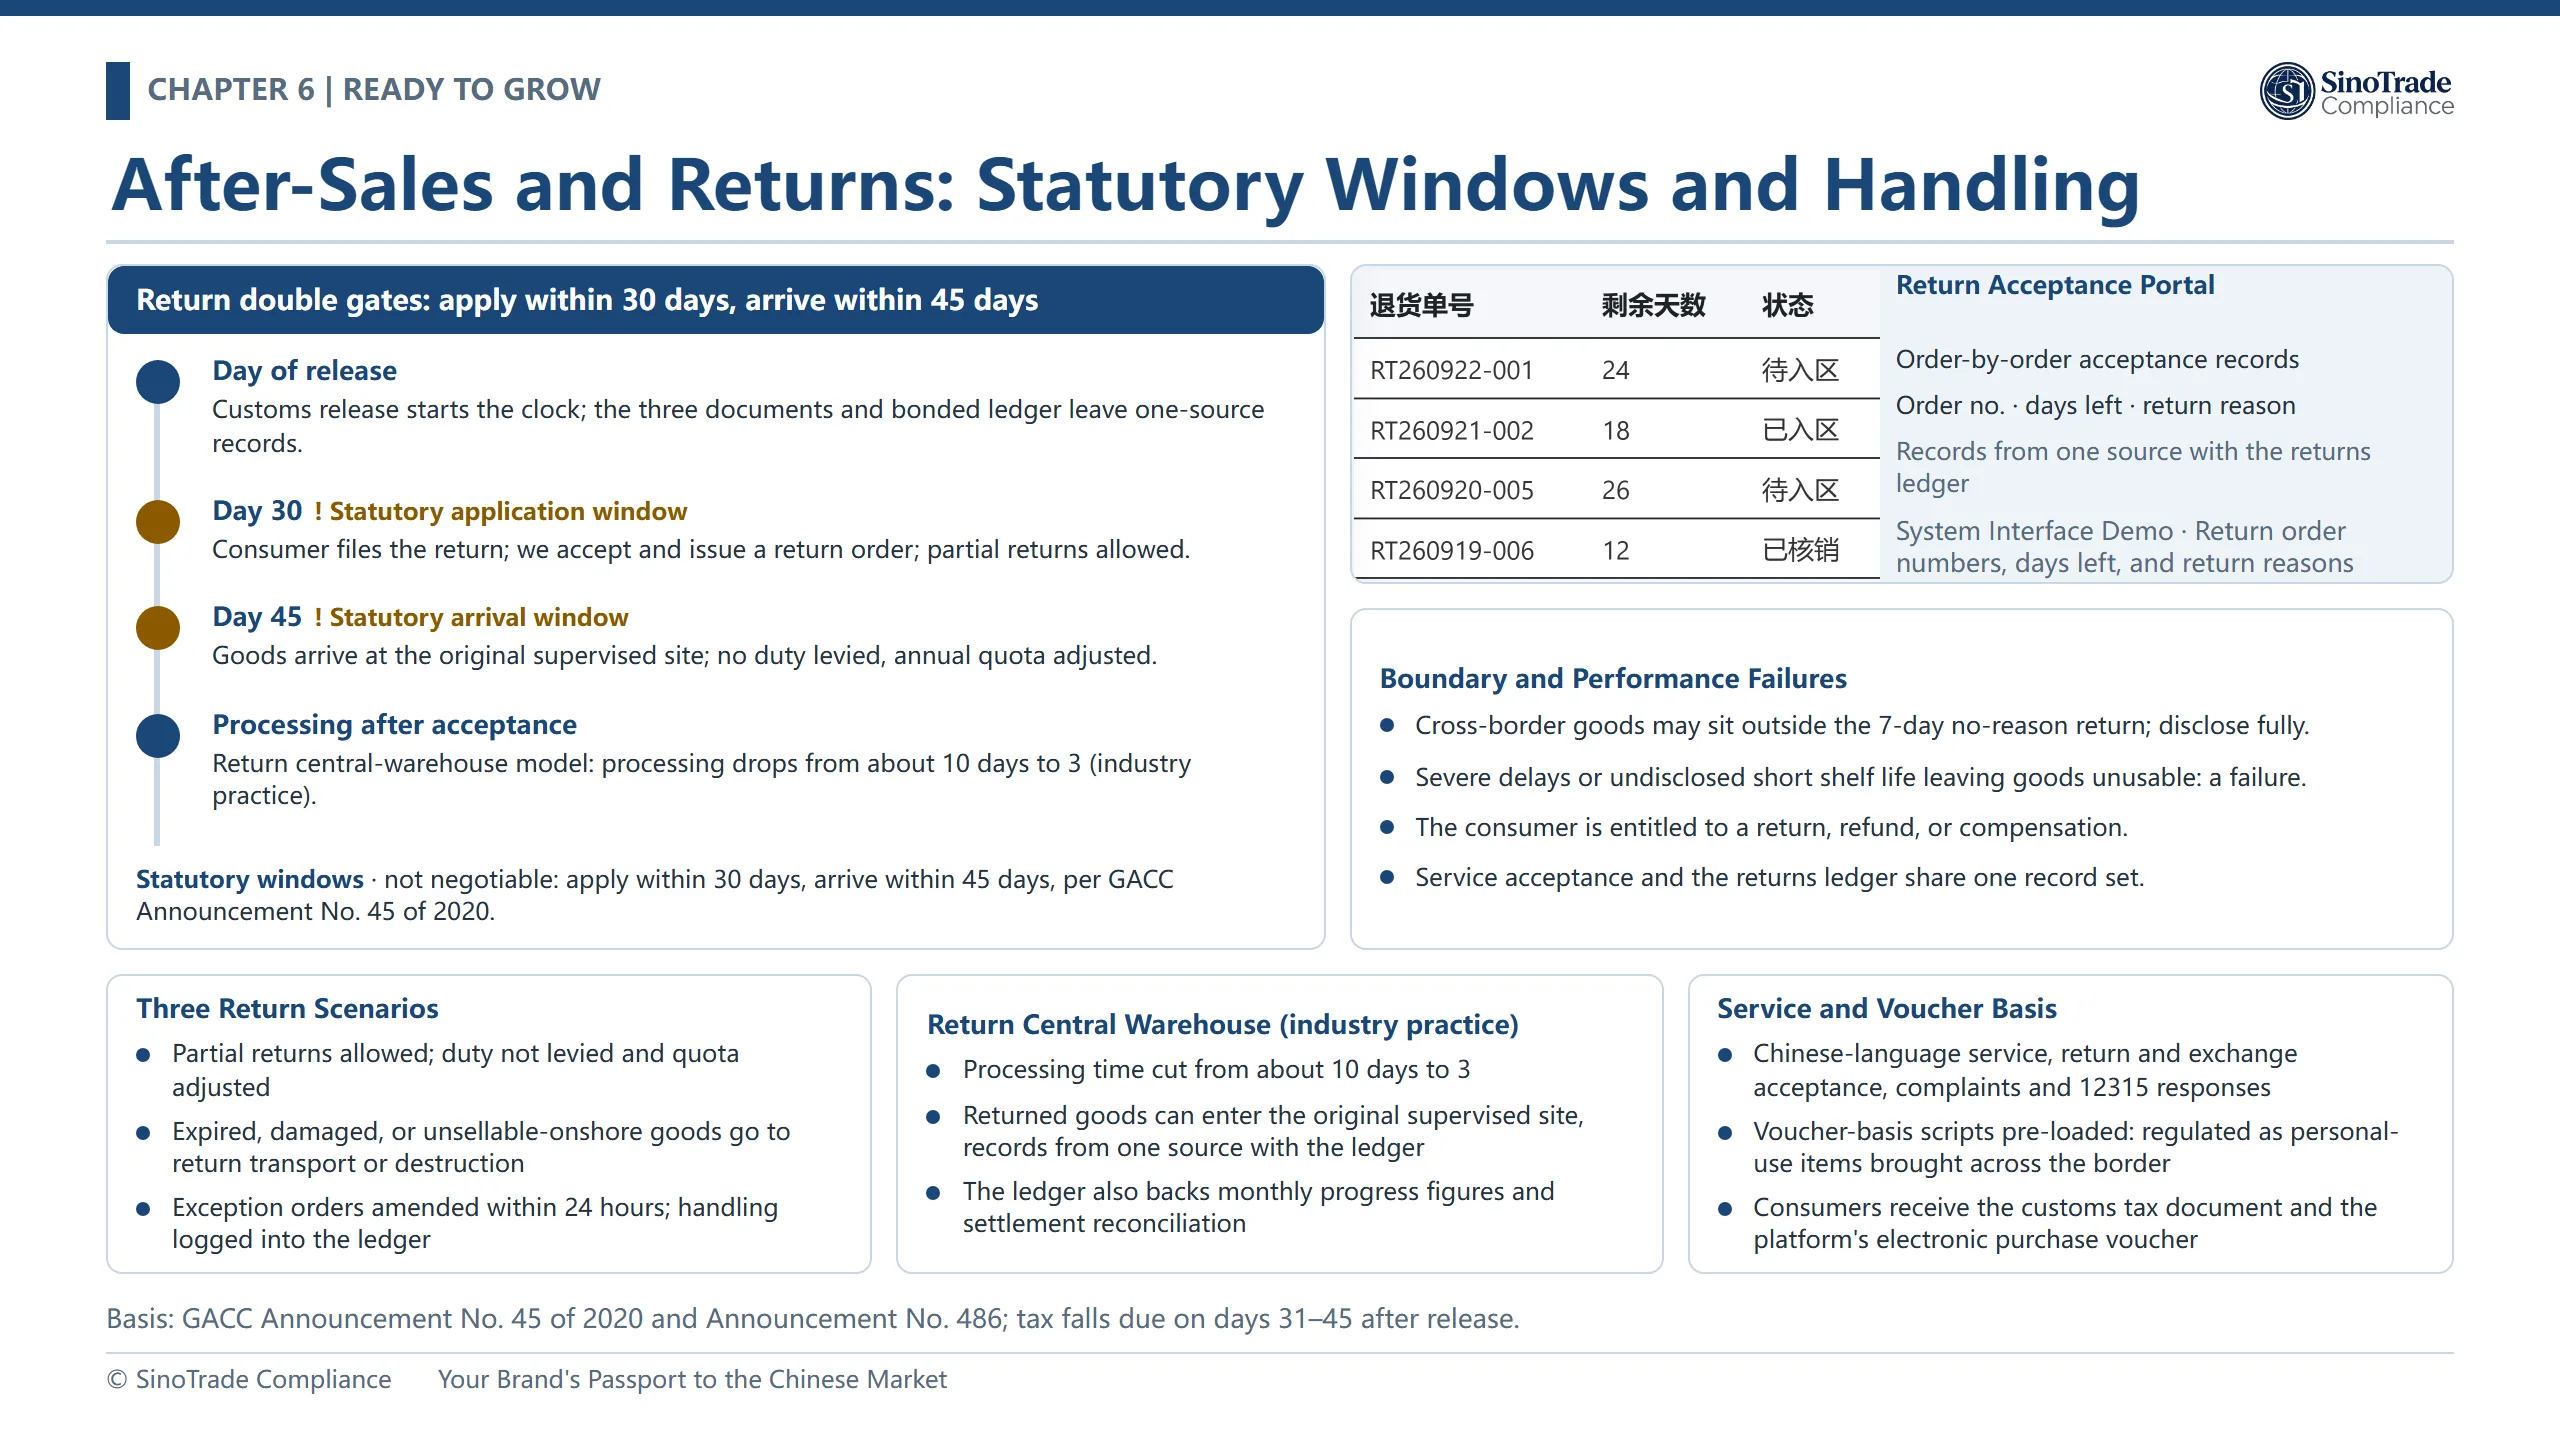 CHAPTER 6 | READY TO GROW
SinoTrade
Compliance
After-Sales and Returns: Statutory Windows and Handling
Return double gates: apply within 30 days, arrive within 45 days
Day of release
Customs release starts the clock; the three documents and bonded ledger leave one-source
records.
Day 30 ! Statutory application window
Consumer files the return; we accept and issue a return order; partial returns allowed.
Day 45 ! Statutory arrival window
Goods arrive at the original supervised site; no duty levied, annual quota adjusted.
Processing after acceptance
Return central-warehouse model: processing drops from about 10 days to 3 (industry
practice).
Statutory windows · not negotiable: apply within 30 days, arrive within 45 days, per GACC
Announcement No. 45 of 2020.
退货单号 剩余天数 状态
RT260922-001 24 待入区
RT260921-002 18 已入区
RT260920-005 26 待入区
RT260919-006 12 已核销
Return Acceptance Portal
Order-by-order acceptance records
Order no. · days left · return reason
Records from one source with the returns
ledger
System Interface Demo · Return order
numbers, days left, and return reasons
Boundary and Performance Failures
Cross-border goods may sit outside the 7-day no-reason return; disclose fully.
Severe delays or undisclosed short shelf life leaving goods unusable: a failure.
The consumer is entitled to a return, refund, or compensation.
Service acceptance and the returns ledger share one record set.
Three Return Scenarios
Partial returns allowed; duty not levied and quota
adjusted
Expired, damaged, or unsellable-onshore goods go to
return transport or destruction
Exception orders amended within 24 hours; handling
logged into the ledger
Return Central Warehouse (industry practice)
Processing time cut from about 10 days to 3
Returned goods can enter the original supervised site,
records from one source with the ledger
The ledger also backs monthly progress figures and
settlement reconciliation
Service and Voucher Basis
Chinese-language service, return and exchange
acceptance, complaints and 12315 responses
Voucher-basis scripts pre-loaded: regulated as personal-
use items brought across the border
Consumers receive the customs tax document and the
platform's electronic purchase voucher
Basis: GACC Announcement No. 45 of 2020 and Announcement No. 486; tax falls due on days 31–45 after release.
© SinoTrade Compliance Your Brand's Passport to the Chinese Market